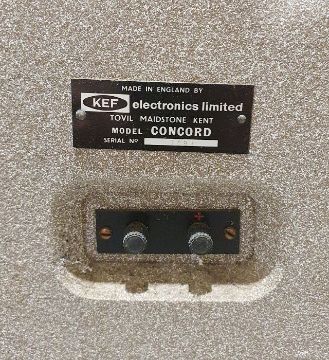 MADE IN ENGLAND BY
KEF electronics limited
TOVIL MAIDSTONE KENT
MODEL CONCORD
SERIAL Nº
+